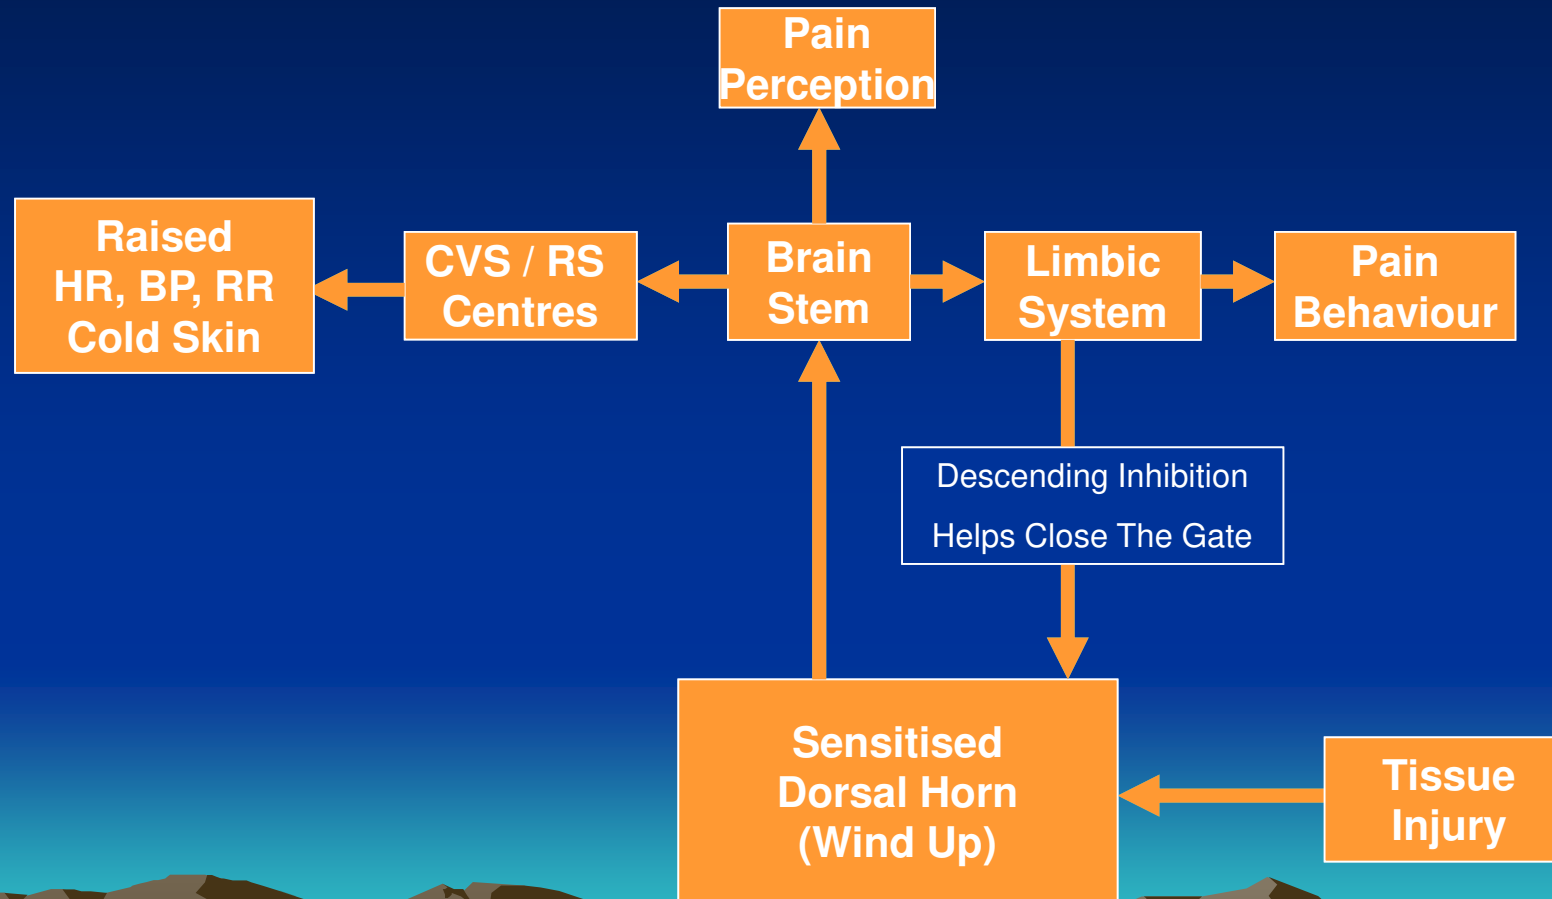 Pain
Perception
Raised
HR, BP, RR
Cold Skin
CVS / RS
Centres
Brain
Stem
Limbic
System
Pain
Behaviour
Descending Inhibition
Helps Close The Gate
Sensitised
Dorsal Horn
(Wind Up)
Tissue
Injury